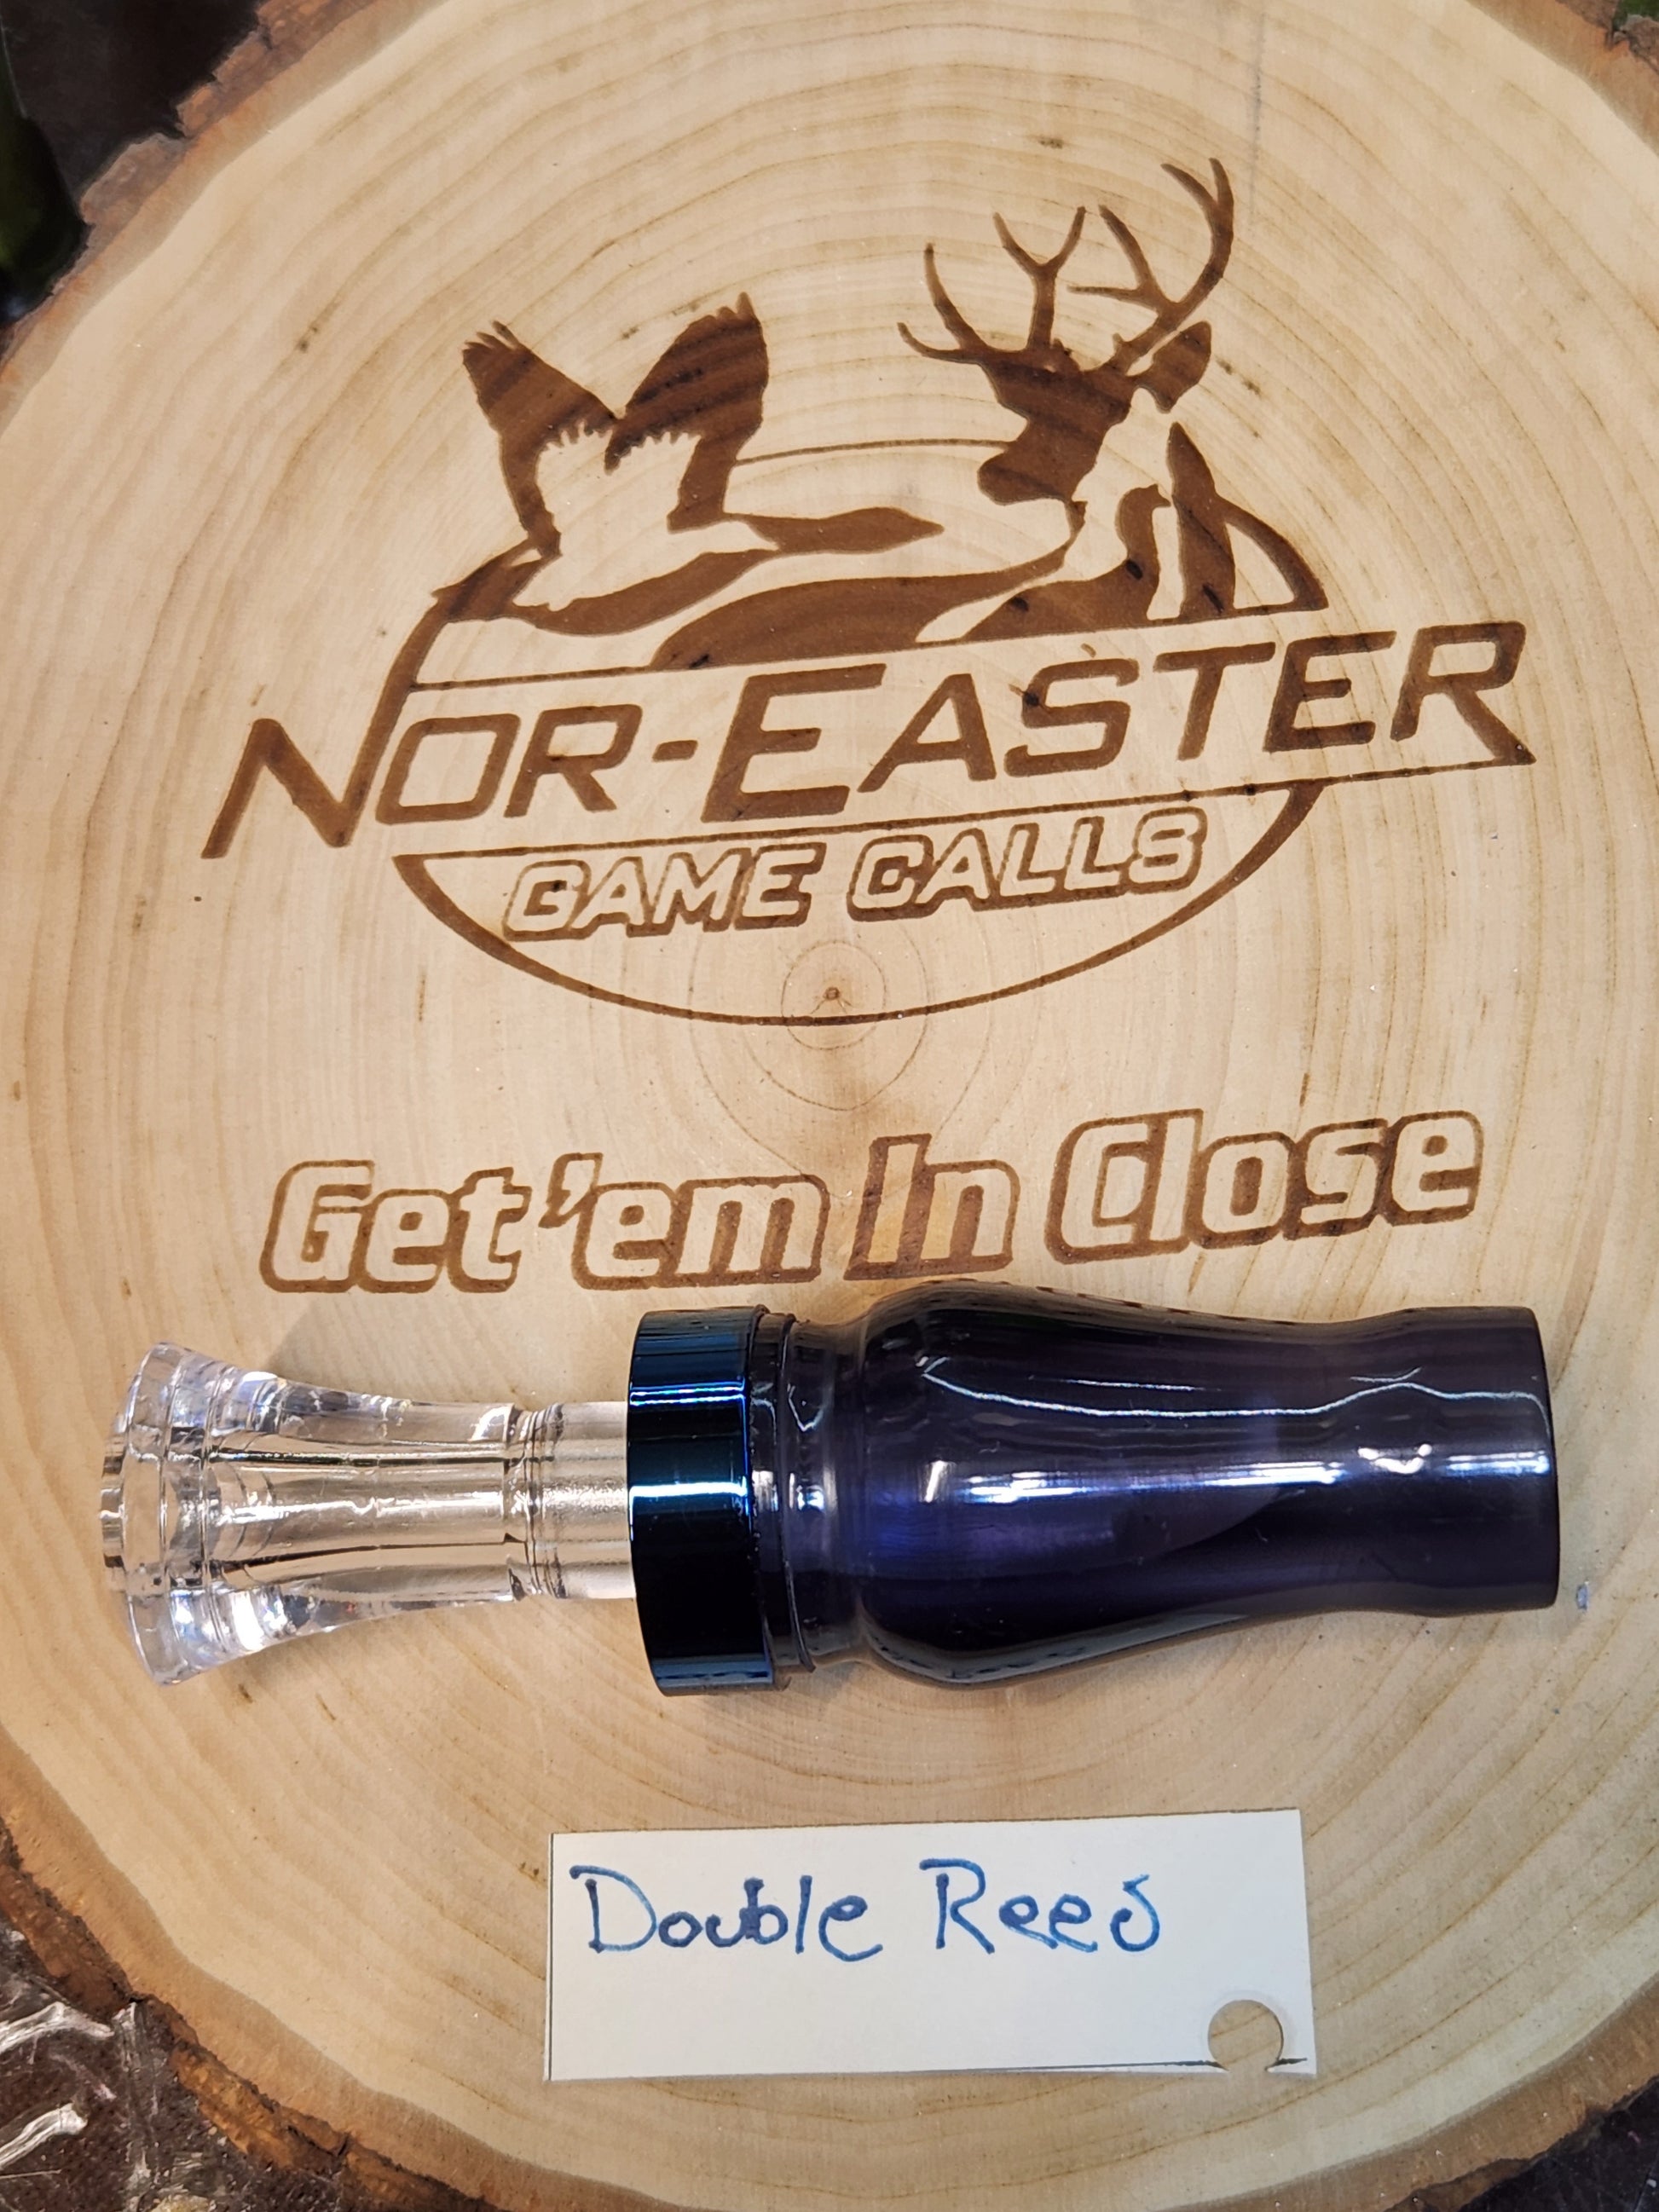 NOR-EASTER
GAME CALLS
Get'em In Close
Double Reed